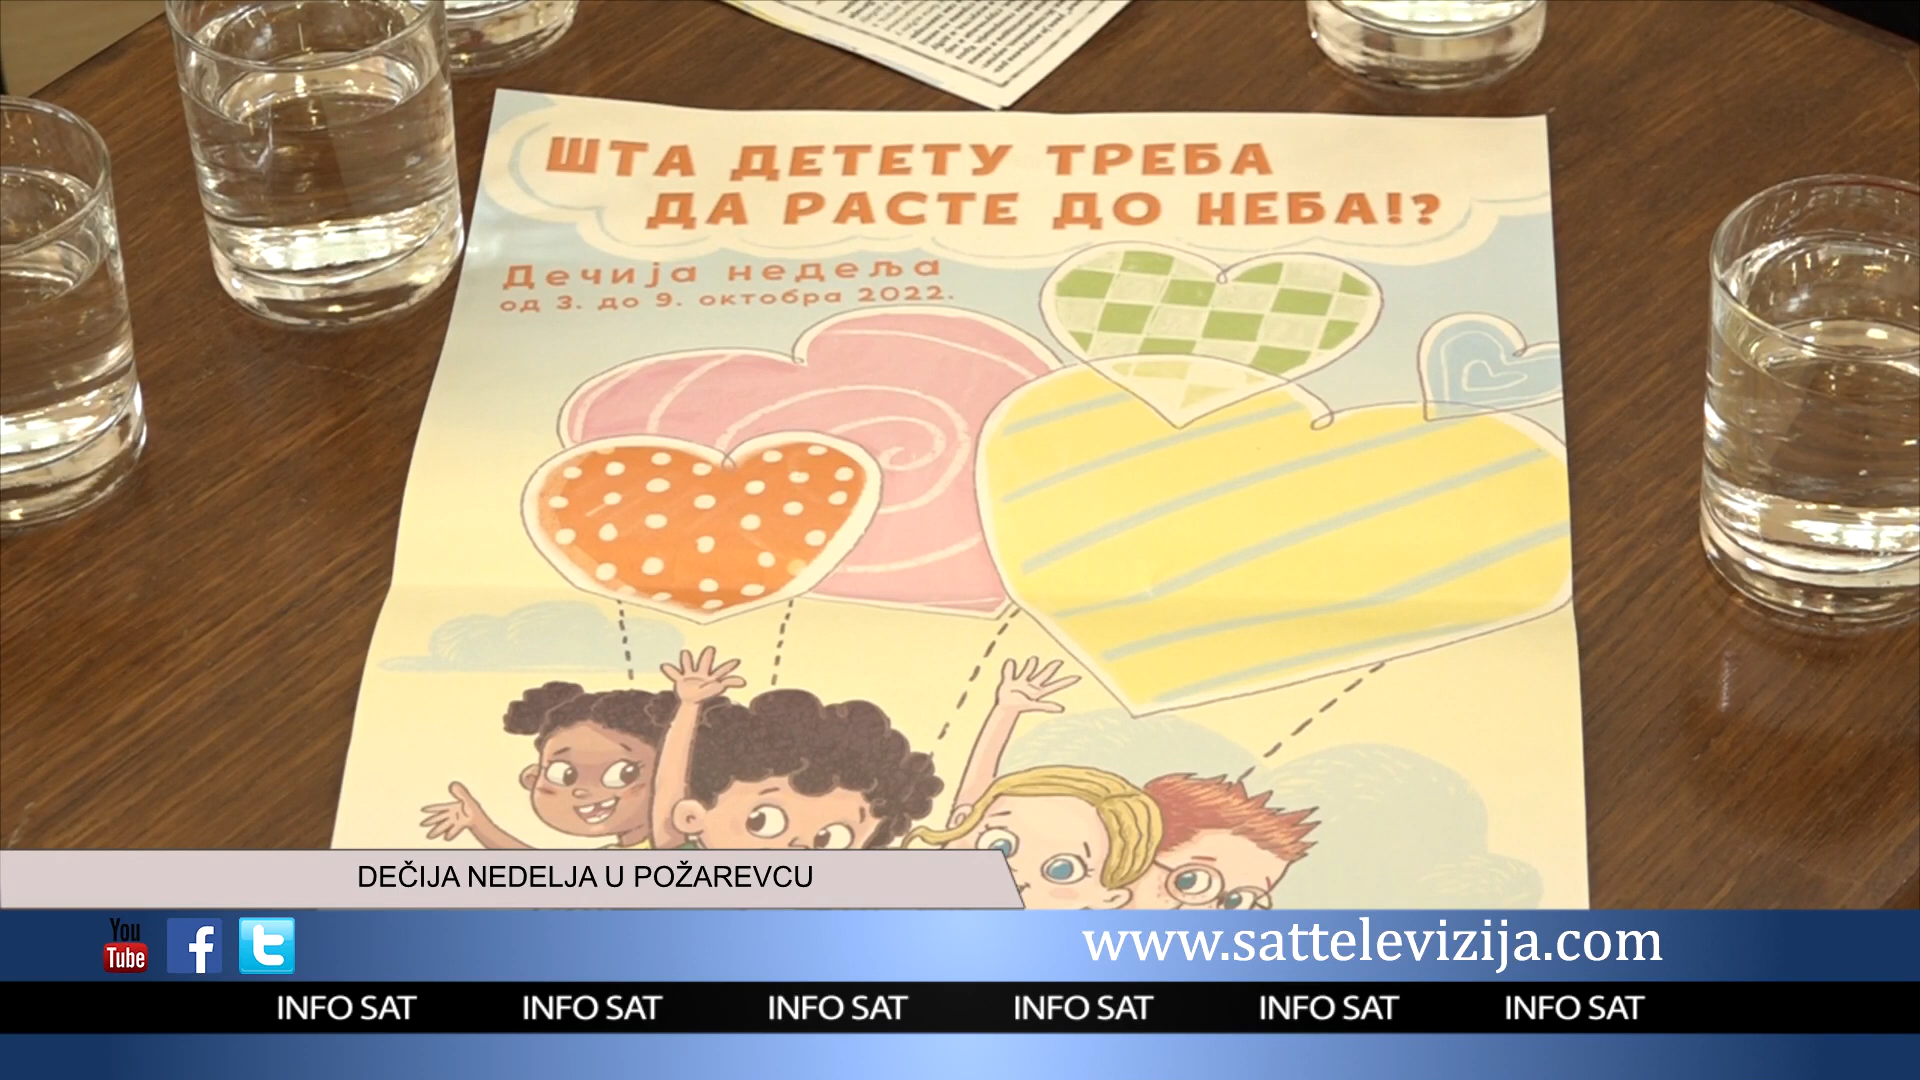 ШТА ДЕТЕТУ ТРЕБА
ДА РАСТЕ ДО НЕБА!?
Дечија недеља
од 3. до 9. октобра 2022.
DEČIJA NEDELJA U POŽAREVCU
You
Tube
f
t
www.sattelevizija.com
INFO SAT INFO SAT INFO SAT INFO SAT INFO SAT INFO SAT